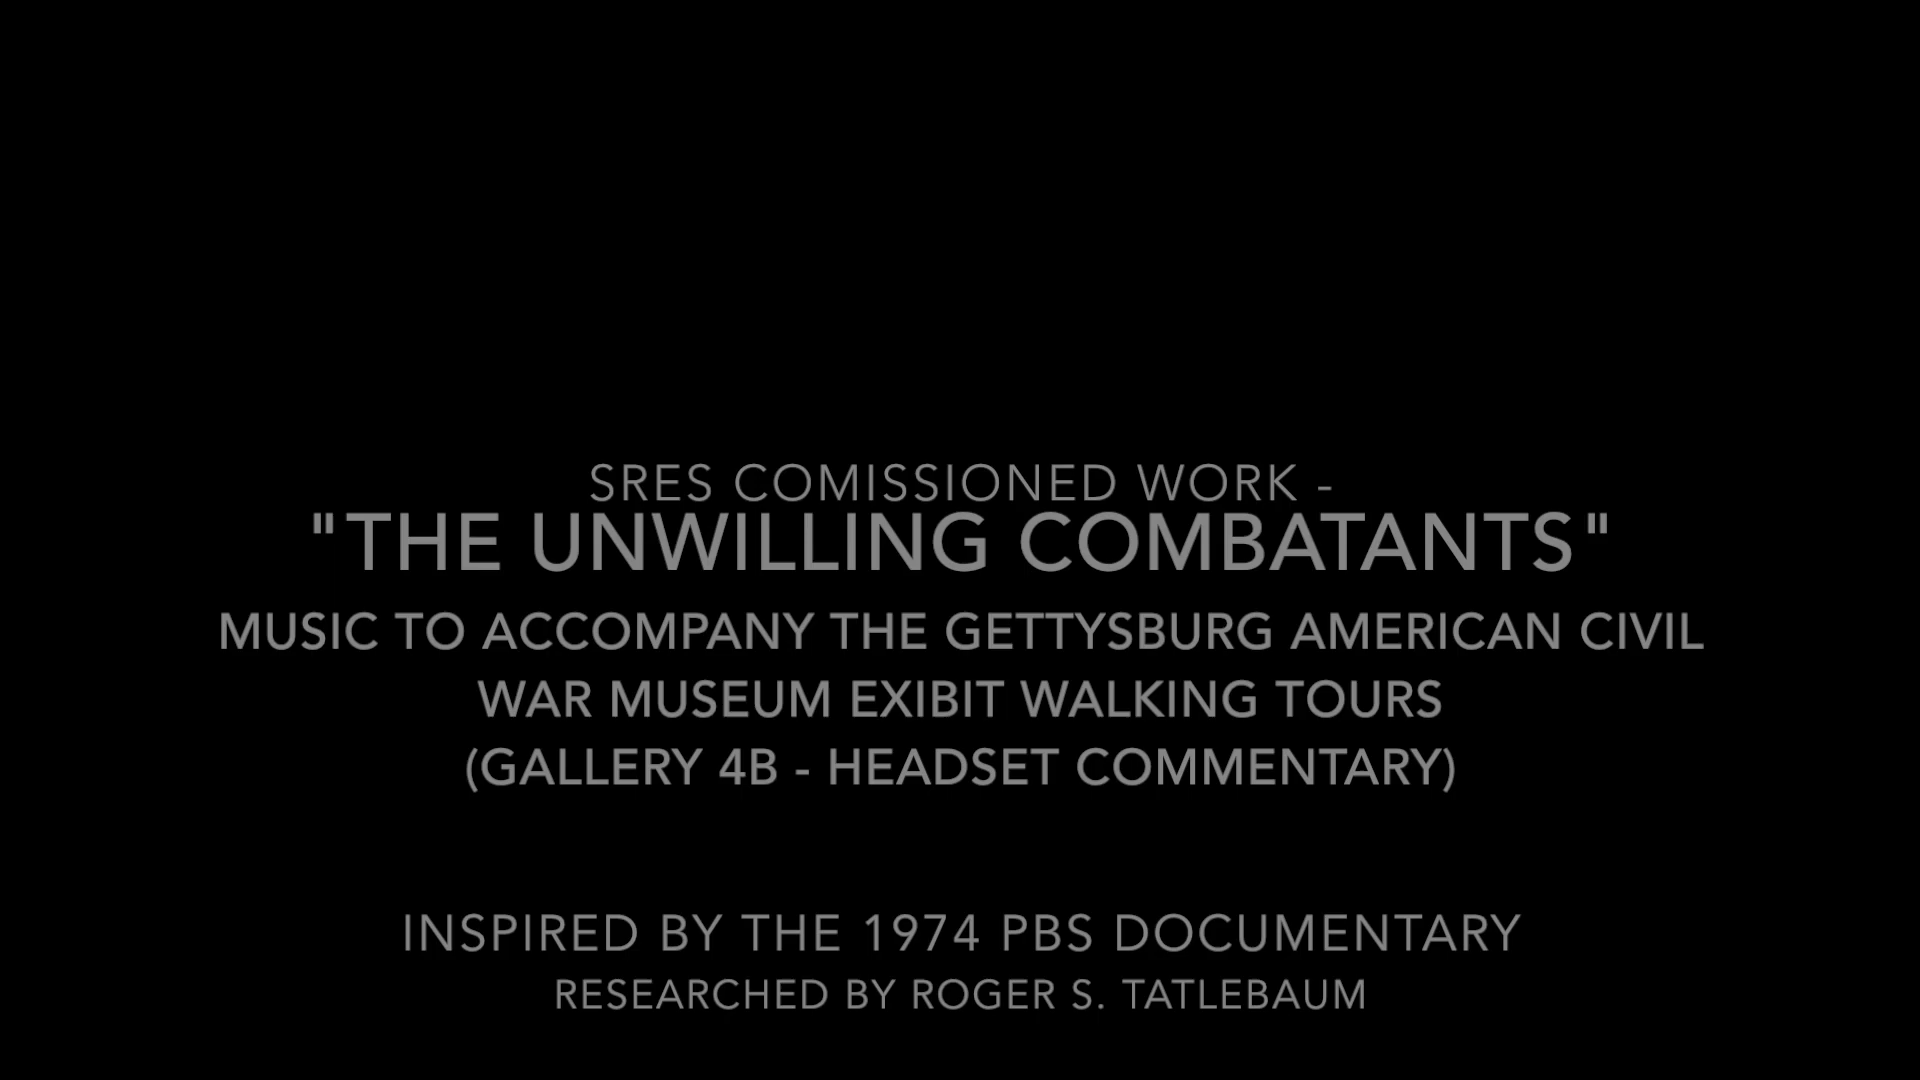 SRES COMISSIONED WORK -
"THE UNWILLING COMBATANTS"
MUSIC TO ACCOMPANY THE GETTYSBURG AMERICAN CIVIL
WAR MUSEUM EXIBIT WALKING TOURS
(GALLERY 4B - HEADSET COMMENTARY)
INSPIRED BY THE 1974 PBS DOCUMENTARY
RESEARCHED BY ROGER S. TATLEBAUM